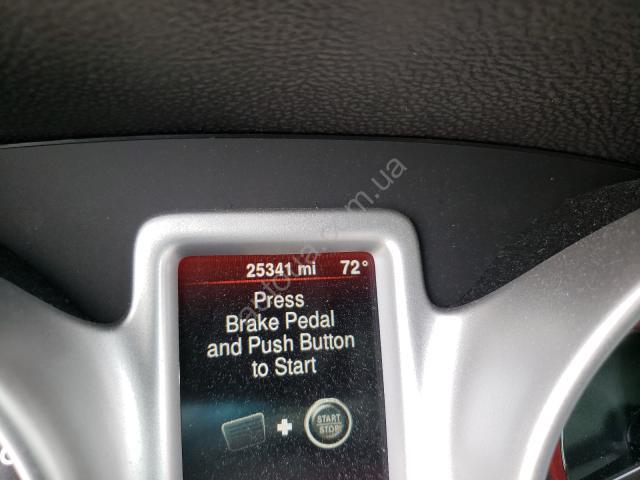 25341 mi 72°
Press
Brake Pedal
and Push Button
to Start
START
STOP